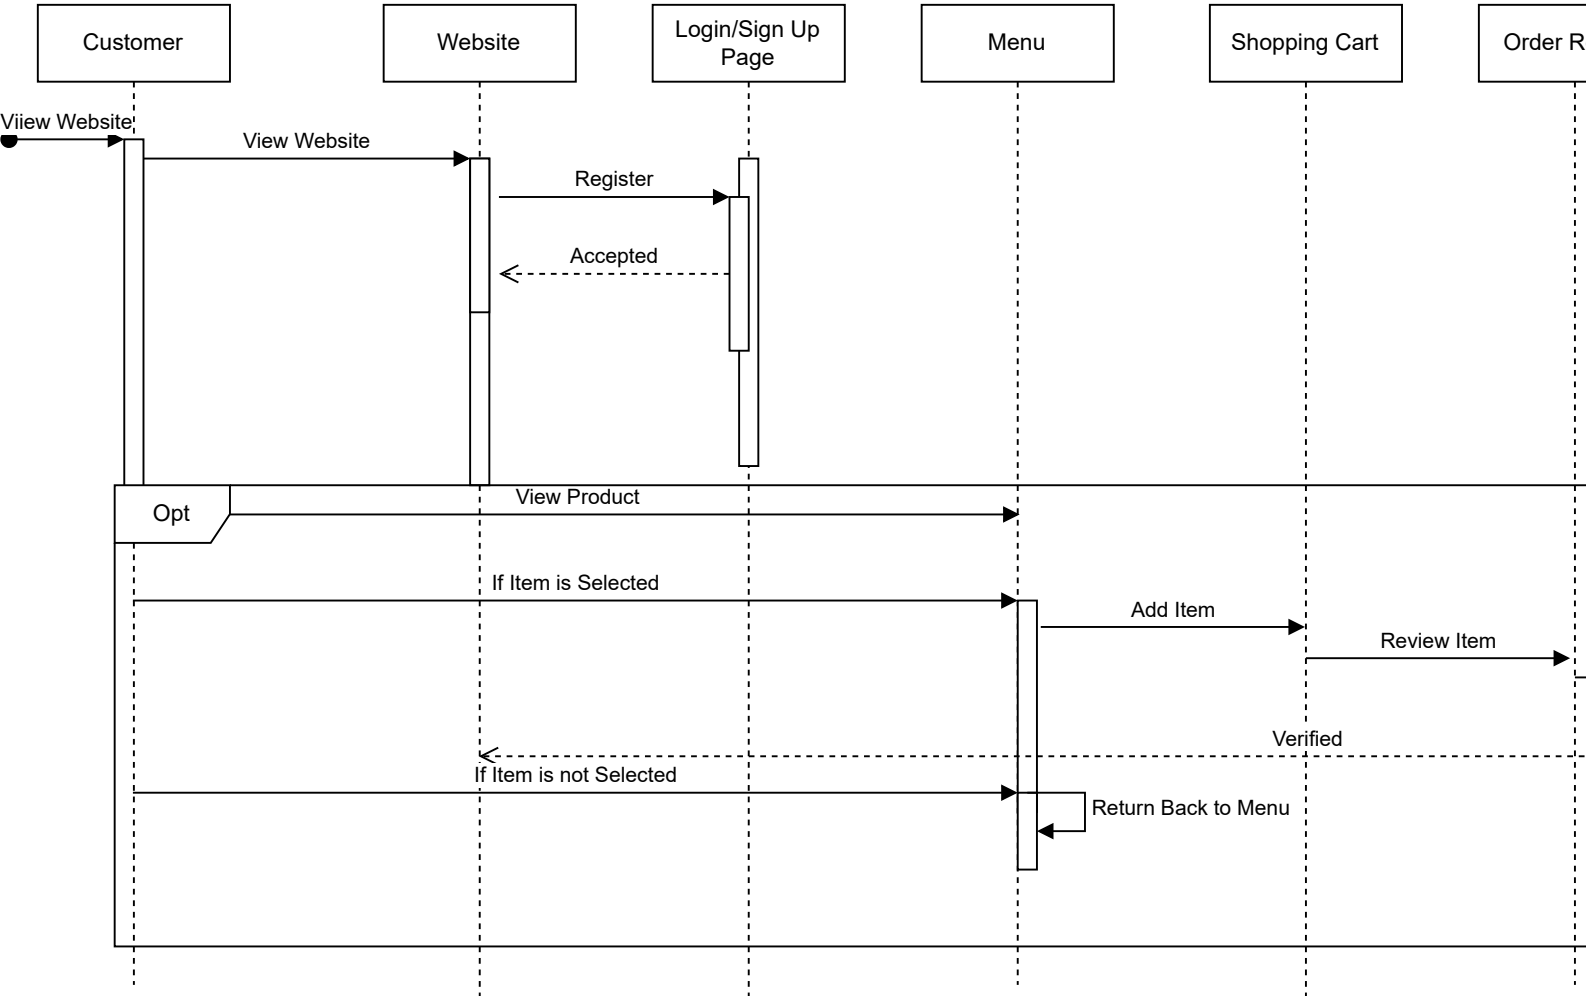 Customer
Website
Login/Sign Up
Page
Menu
Shopping Cart
Order R
Viiew Website
View Website
Register
Accepted
View Product
Opt
If Item is Selected
Add Item
Review Item
Verified
If Item is not Selected
Return Back to Menu